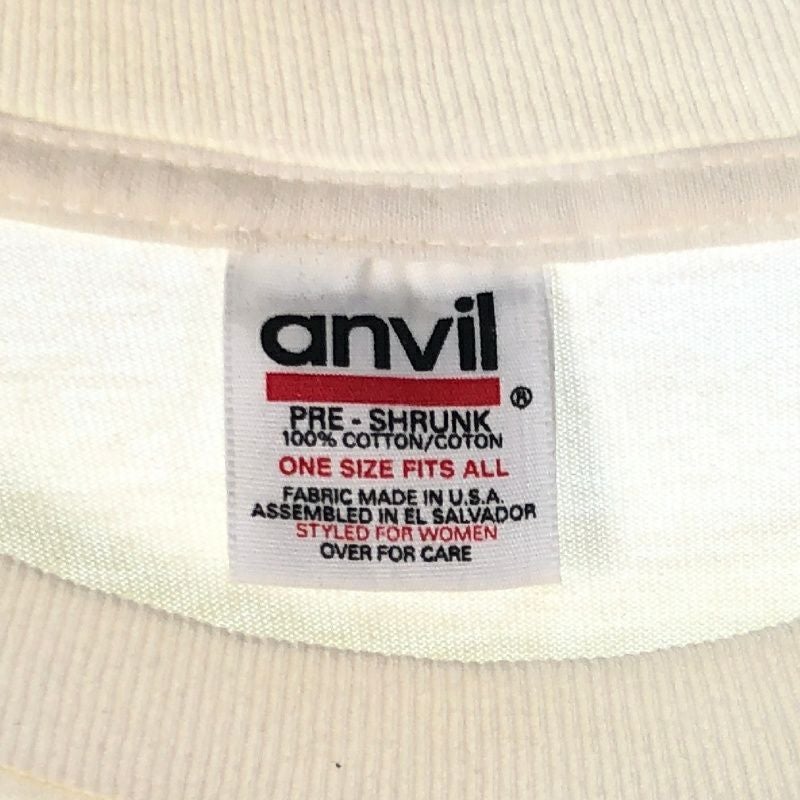 anvil
®
PRE - SHRUNK
100% COTTON/COTON
ONE SIZE FITS ALL
FABRIC MADE IN U.S.A.
ASSEMBLED IN EL SALVADOR
STYLED FOR WOMEN
OVER FOR CARE